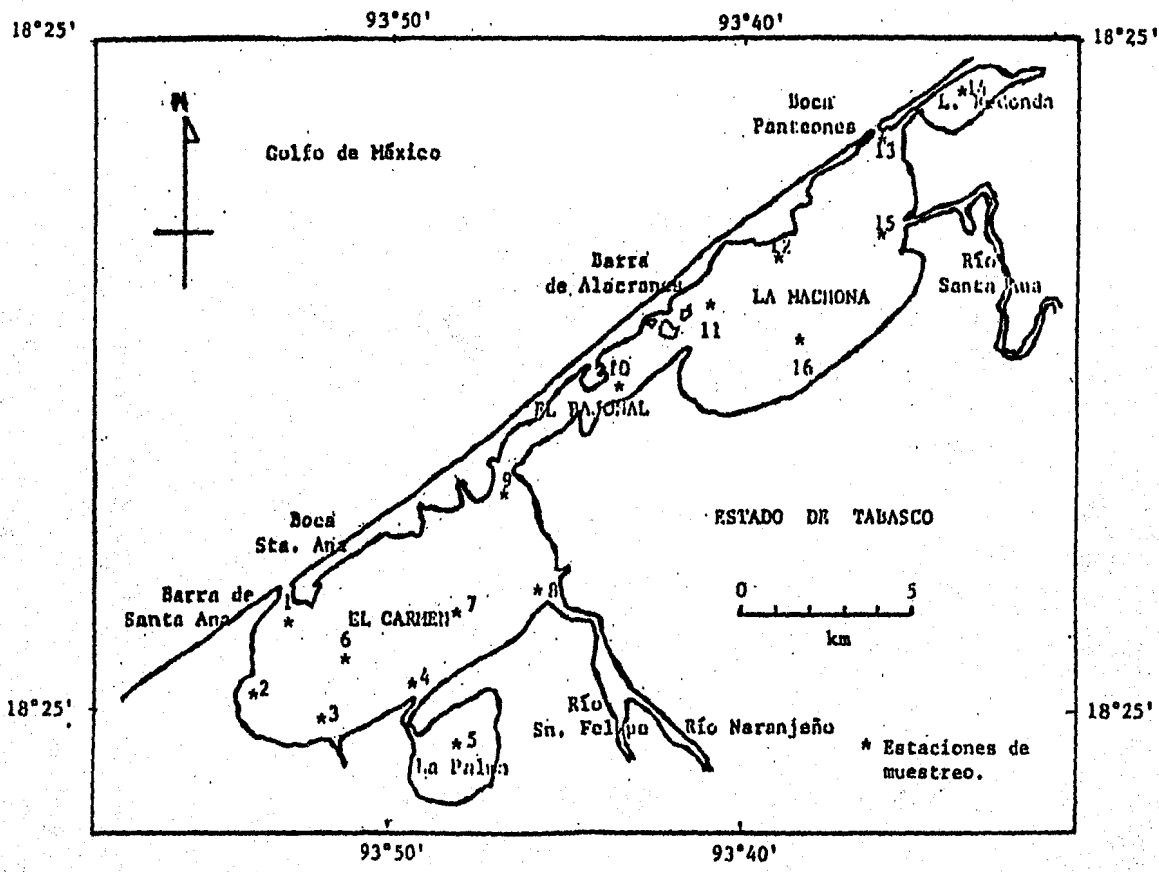 93°50'
93°40'
18°25'
18°25'
N
Golfo de México
Boca
Panteones
14
L. Redonda
13
15
Río
Santa Ana
12
Barra
de Alacranes
LA MACHONA
11
16
10
EL PAJONAL
9
ESTADO DE TABASCO
Boca
Sta. Ana
Barra de
Santa Ana
1
EL CARMEN
7
8
0 5
km
6
2
3
4
18°25'
18°25'
Río
Sn. Felipe
Río Naranjeño
5
La Palma
* Estaciones de
muestreo.
93°50'
93°40'